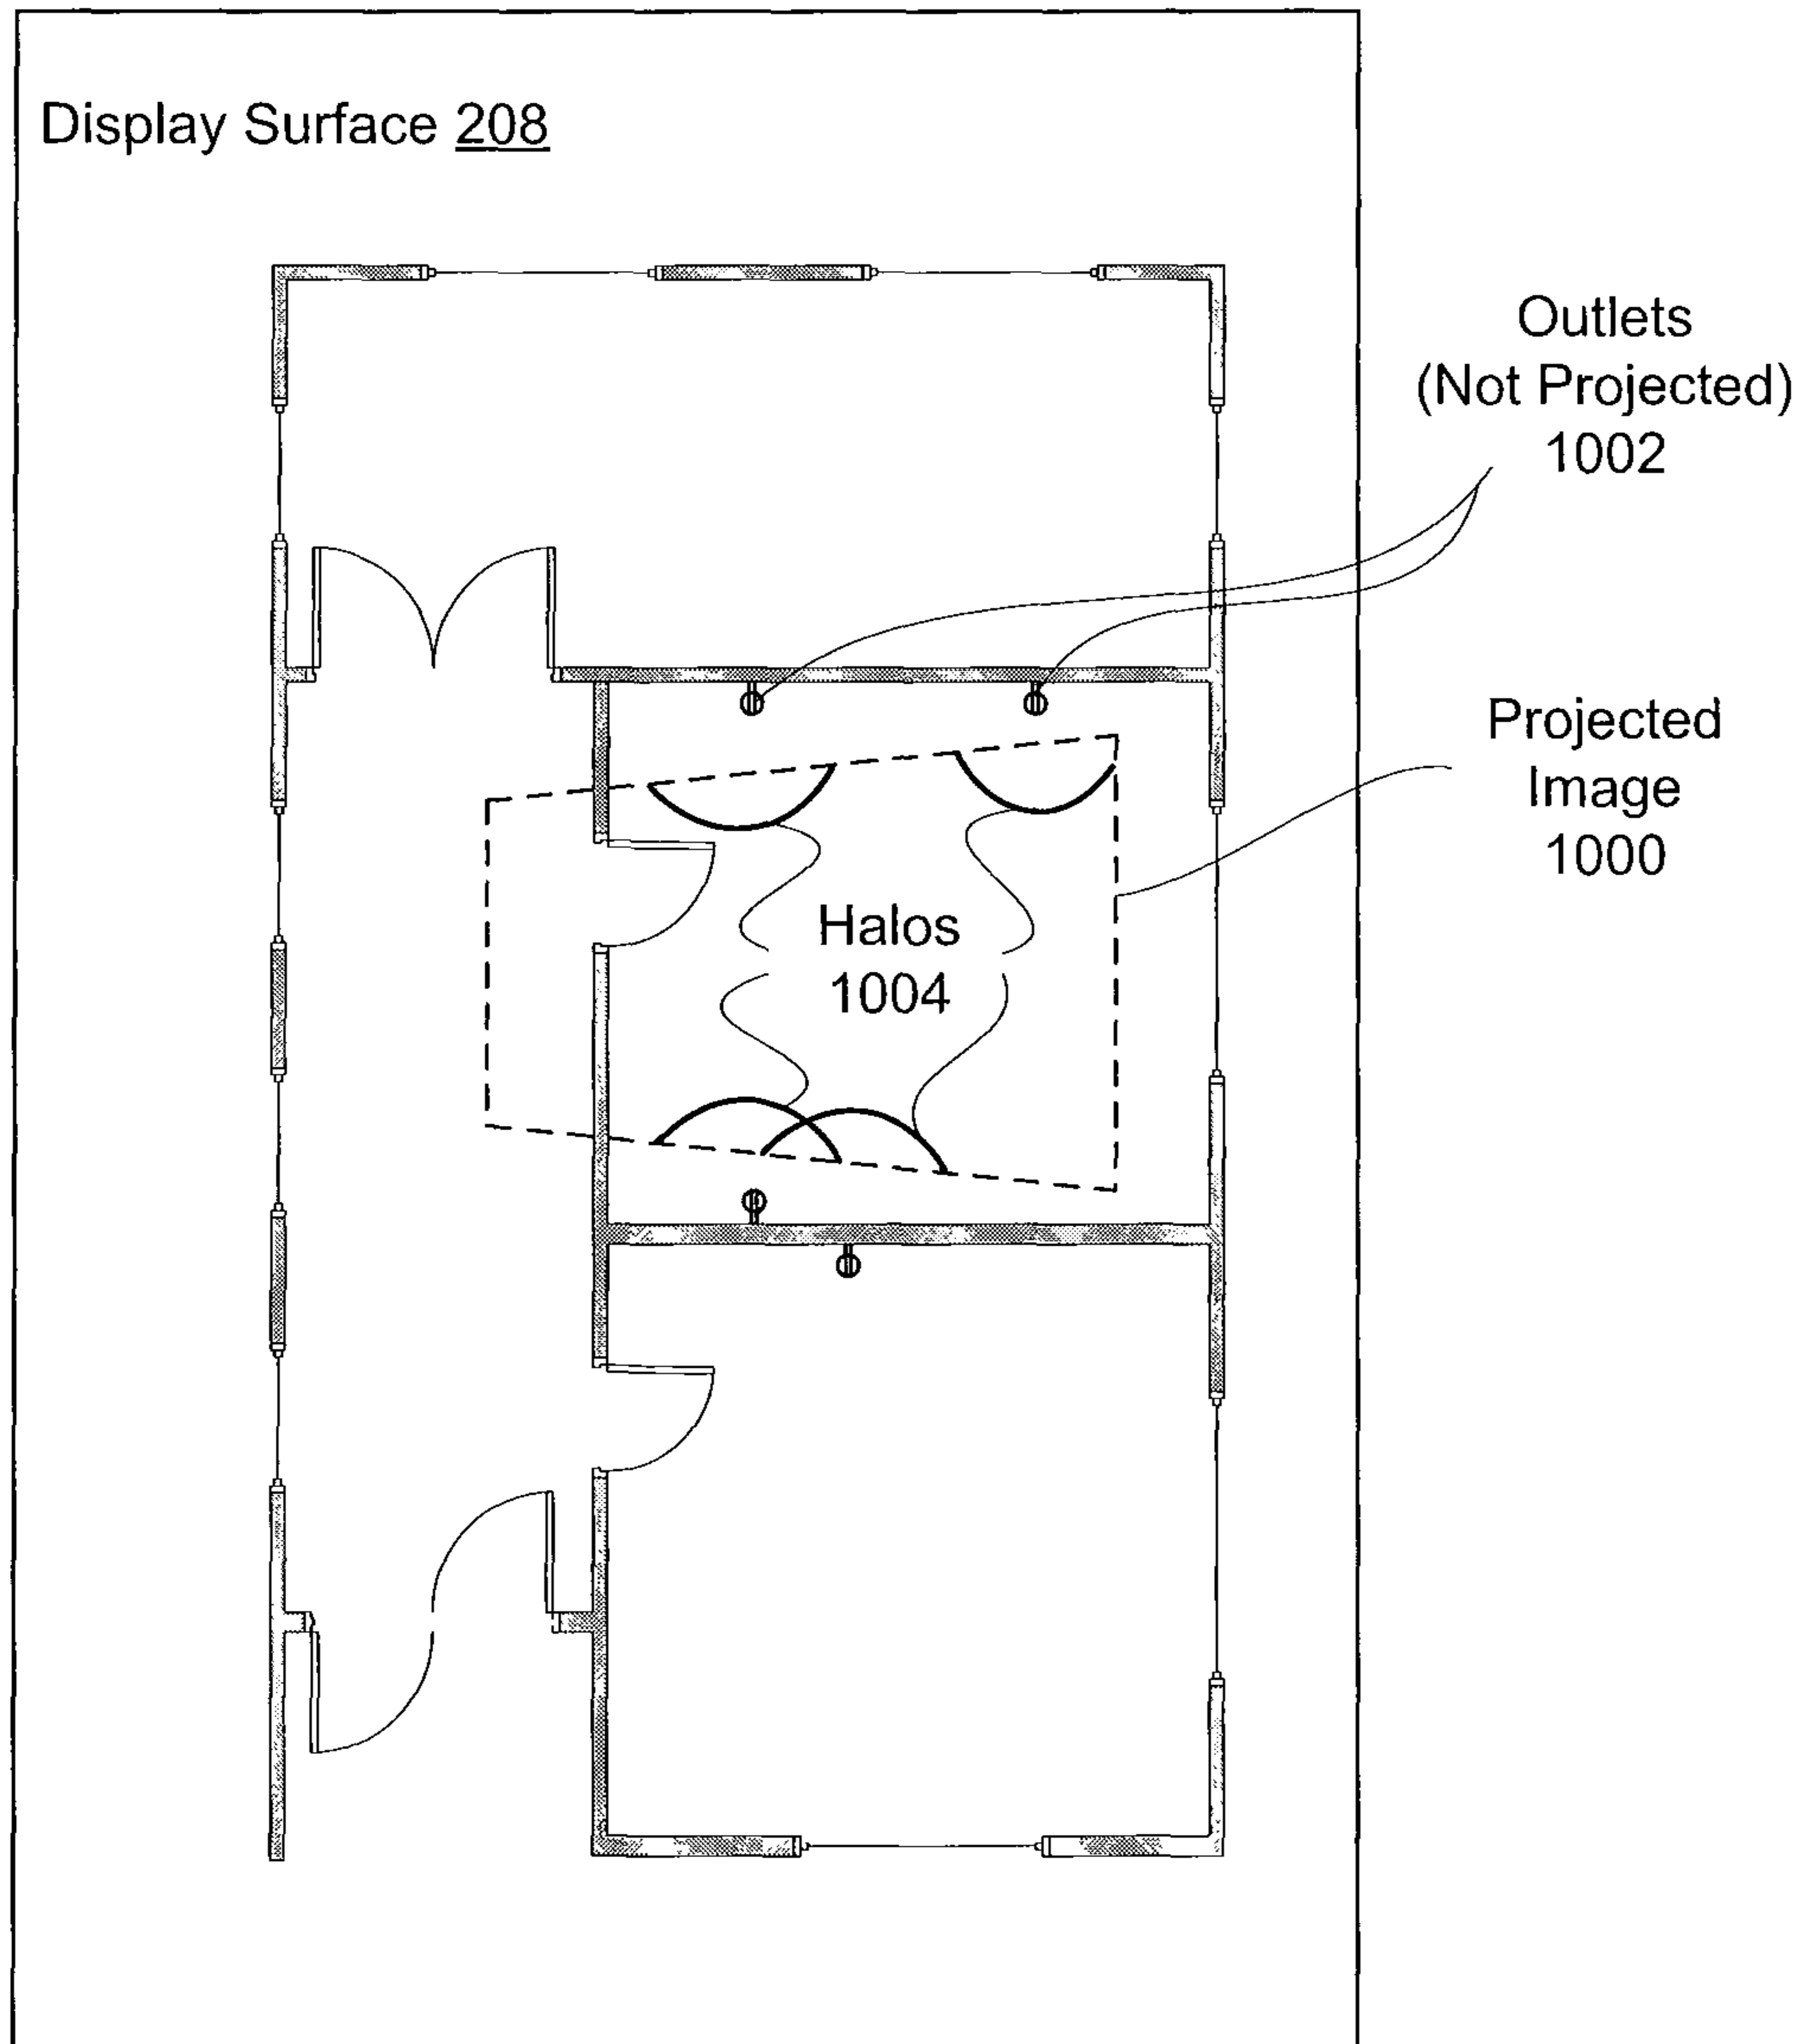 Display Surface 208
Outlets
(Not Projected)
1002
Projected
Image
1000
Halos
1004